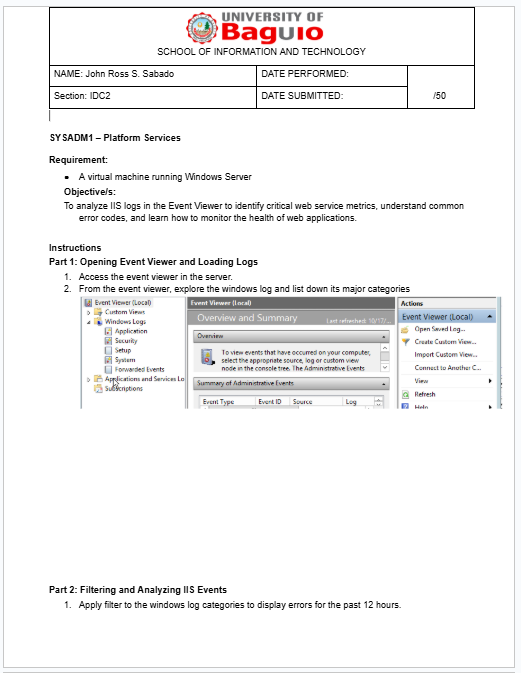 UNIVERSITY OF
Baguio
SCHOOL OF INFORMATION AND TECHNOLOGY
NAME: John Ross S. Sabado
DATE PERFORMED:
Section: IDC2
DATE SUBMITTED:
/50
SYSADM1 – Platform Services
Requirement:
▪ A virtual machine running Windows Server
Objective/s:
To analyze IIS logs in the Event Viewer to identify critical web service metrics, understand common
error codes, and learn how to monitor the health of web applications.
Instructions
Part 1: Opening Event Viewer and Loading Logs
1. Access the event viewer in the server.
2. From the event viewer, explore the windows log and list down its major categories
Event Viewer (Local)
Custom Views
Windows Logs
Application
Security
Setup
System
Forwarded Events
Applications and Services Lo
Subscriptions
Event Viewer (Local)
Overview and Summary
Last refreshed: 10/17/...
Overview
To view events that have occurred on your computer,
select the appropriate source, log or custom view
node in the console tree. The Administrative Events
Summary of Administrative Events
Event Type Event ID Source Log
Actions
Event Viewer (Local)
Open Saved Log...
Create Custom View...
Import Custom View...
Connect to Another C...
View
Refresh
Help
Part 2: Filtering and Analyzing IIS Events
1. Apply filter to the windows log categories to display errors for the past 12 hours.